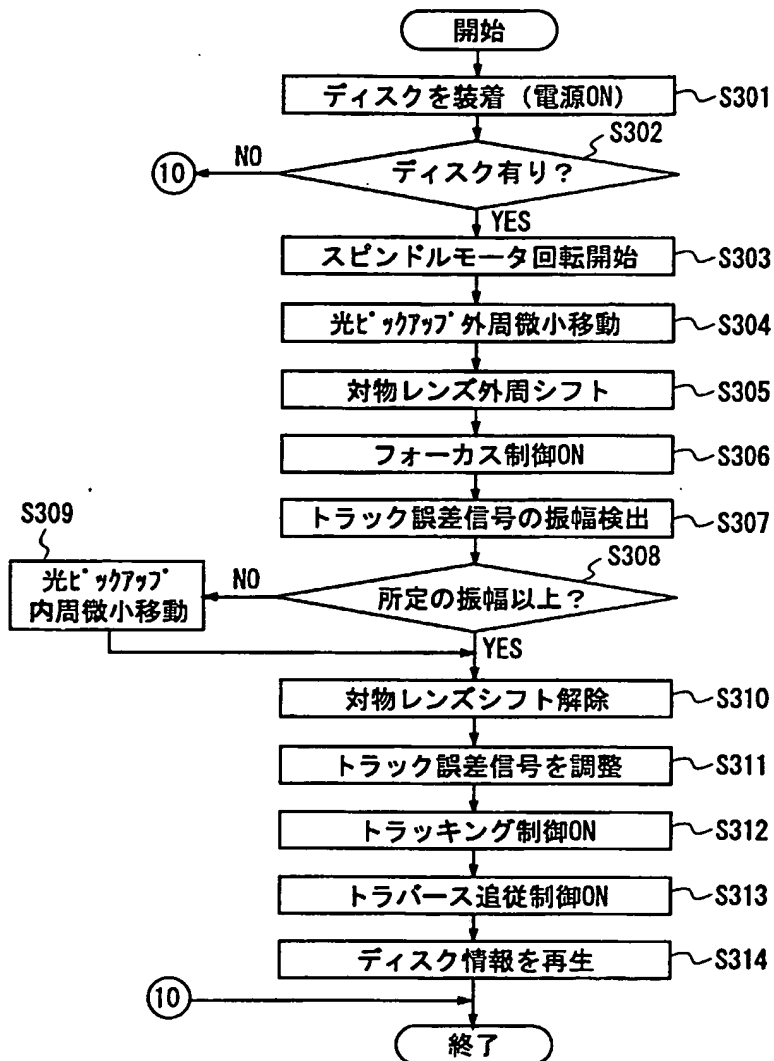 開始
ディスクを装着（電源ON）
S301
S302
ディスク有り？
NO
10
YES
スピンドルモータ回転開始
S303
光ﾋﾟｯｸｱｯﾌﾟ外周微小移動
S304
対物レンズ外周シフト
S305
フォーカス制御ON
S306
トラック誤差信号の振幅検出
S307
S308
所定の振幅以上？
NO
S309
光ﾋﾟｯｸｱｯﾌﾟ
内周微小移動
YES
対物レンズシフト解除
S310
トラック誤差信号を調整
S311
トラッキング制御ON
S312
トラバース追従制御ON
S313
ディスク情報を再生
S314
10
終了